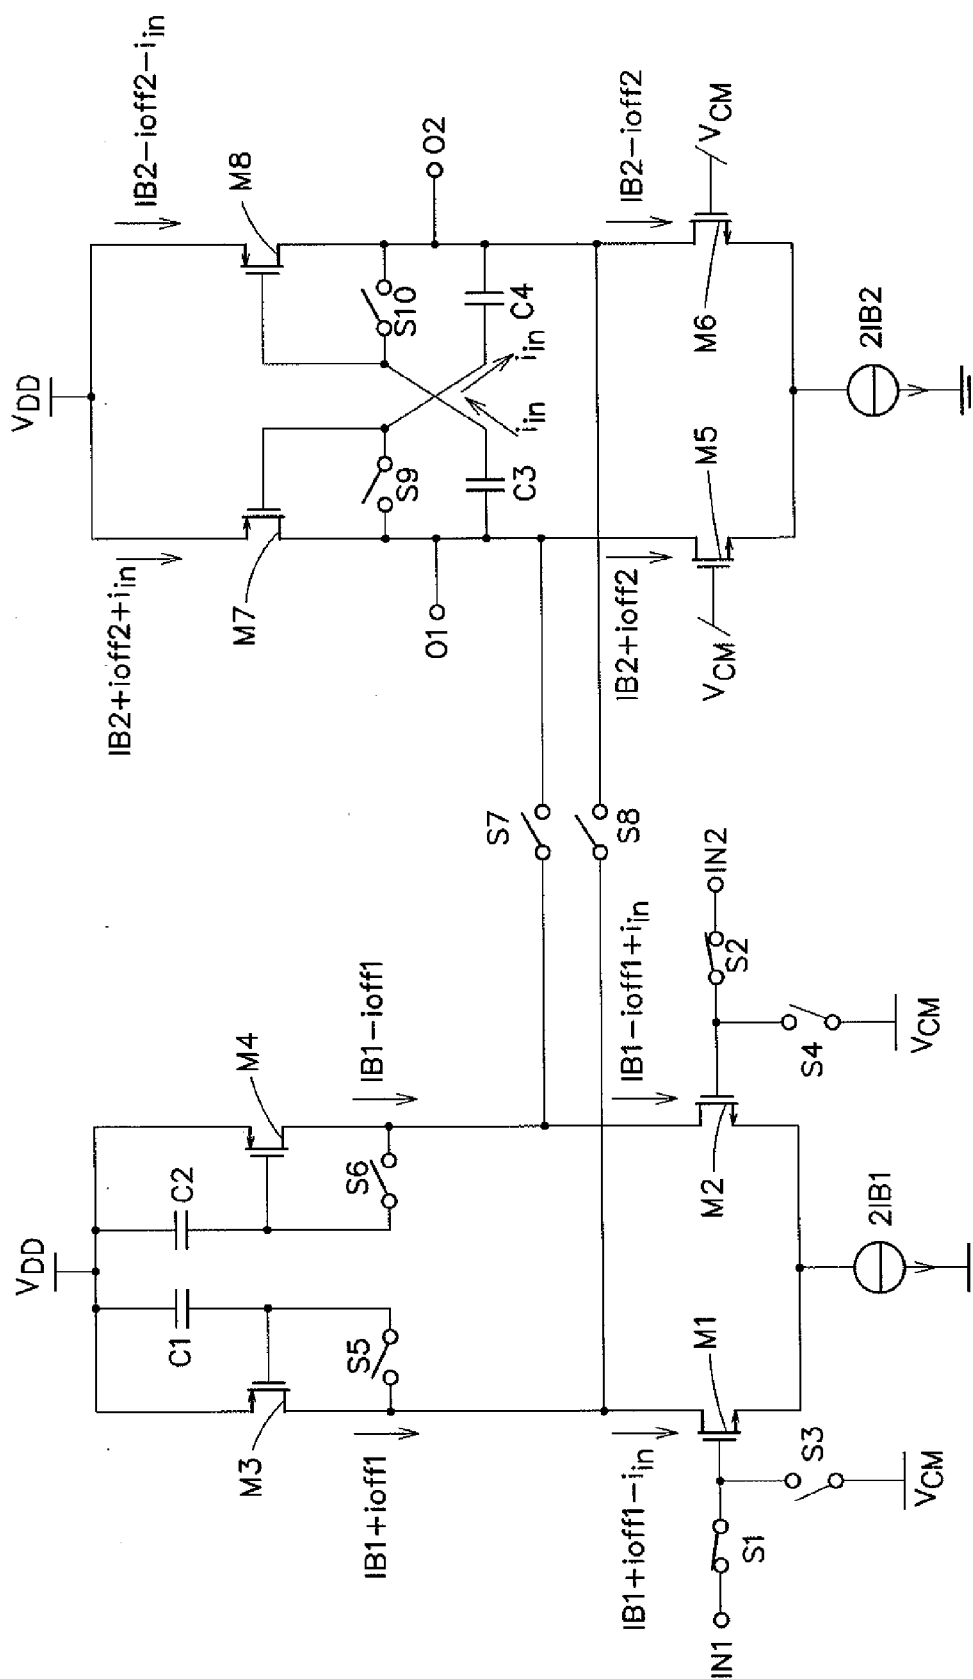 VDD
VDD
C1
C2
M3
M4
S5
S6
IB1+ioff1
IB1−ioff1
IB1+ioff1−iin
IB1−ioff1+iin
M1
M2
S1
S2
S3
S4
IN1
IN2
VCM
VCM
2IB1
S7
S8
IB2+ioff2+iin
IB2−ioff2−iin
M7
M8
S9
S10
O1
O2
C3
C4
iin
iin
IB2+ioff2
IB2−ioff2
VCM
VCM
M5
M6
2IB2